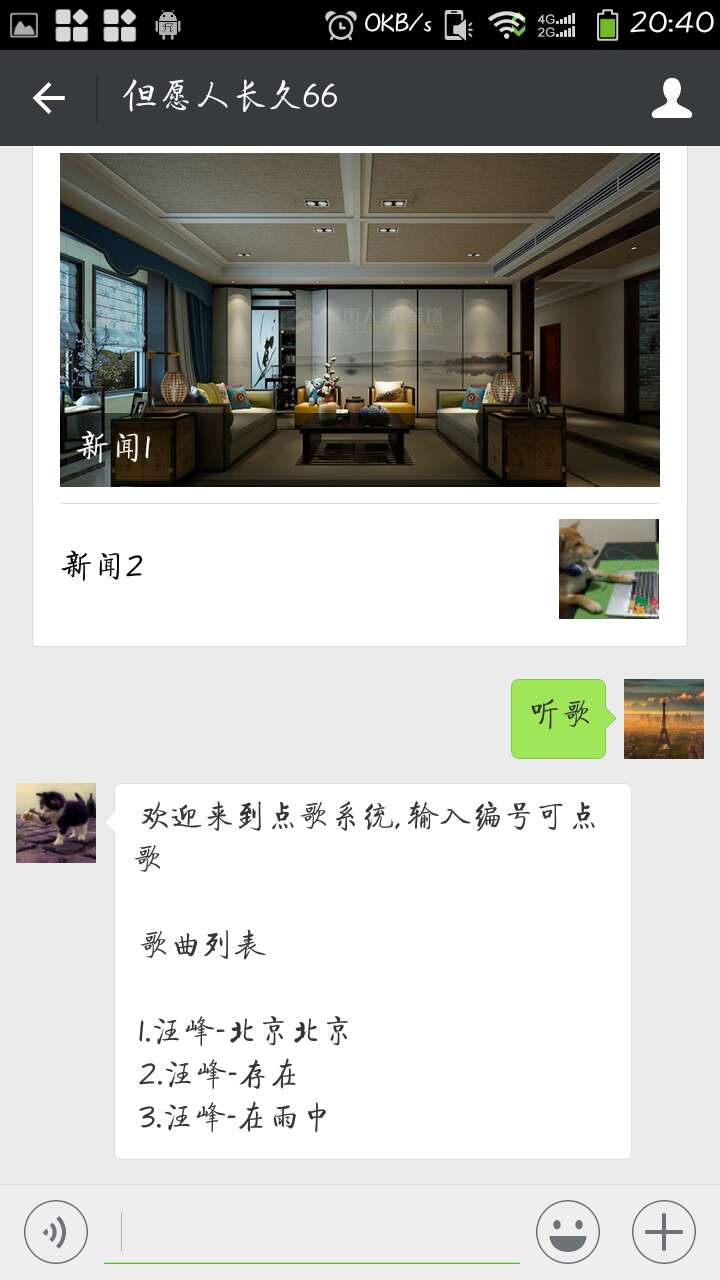 0KB/s 4G 2G 20:40
但愿人长久66
新闻1
新闻2
听歌
欢迎来到点歌系统,输入编号可点
歌
歌曲列表
1.汪峰-北京北京
2.汪峰-存在
3.汪峰-在雨中